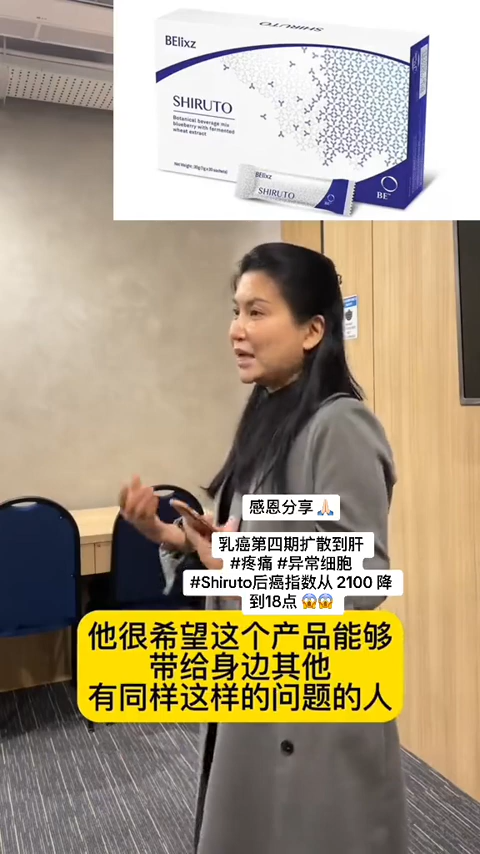 SHIRUTO
BElixz
SHIRUTO
Botanical beverage mix
blueberry with fermented
wheat extract
BElixz
SHIRUTO
BE
BE
感恩分享🙏🏻
乳癌第四期扩散到肝
#疼痛 #异常细胞
#Shiruto后癌指数从 2100 降
到18点 😱😱
他很希望这个产品能够
带给身边其他
有同样这样的问题的人